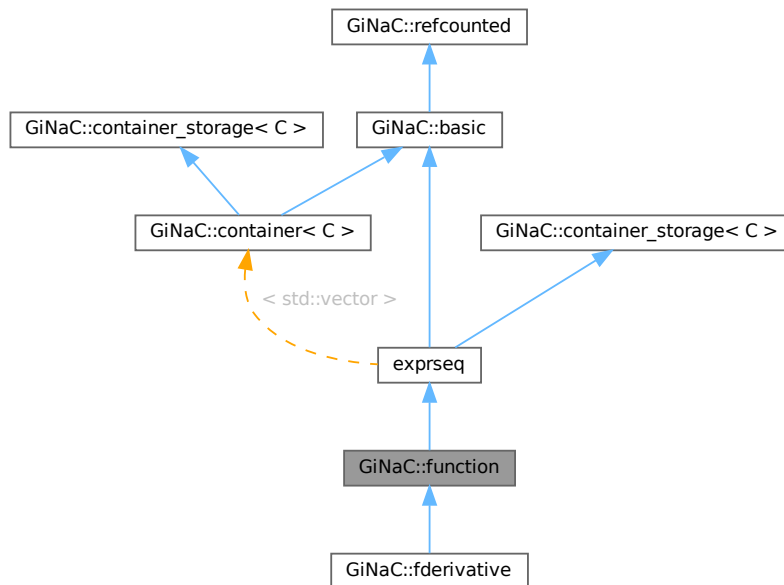 GiNaC::refcounted
GiNaC::container_storage< C >
GiNaC::basic
GiNaC::container< C >
GiNaC::container_storage< C >
< std::vector >
exprseq
GiNaC::function
GiNaC::fderivative